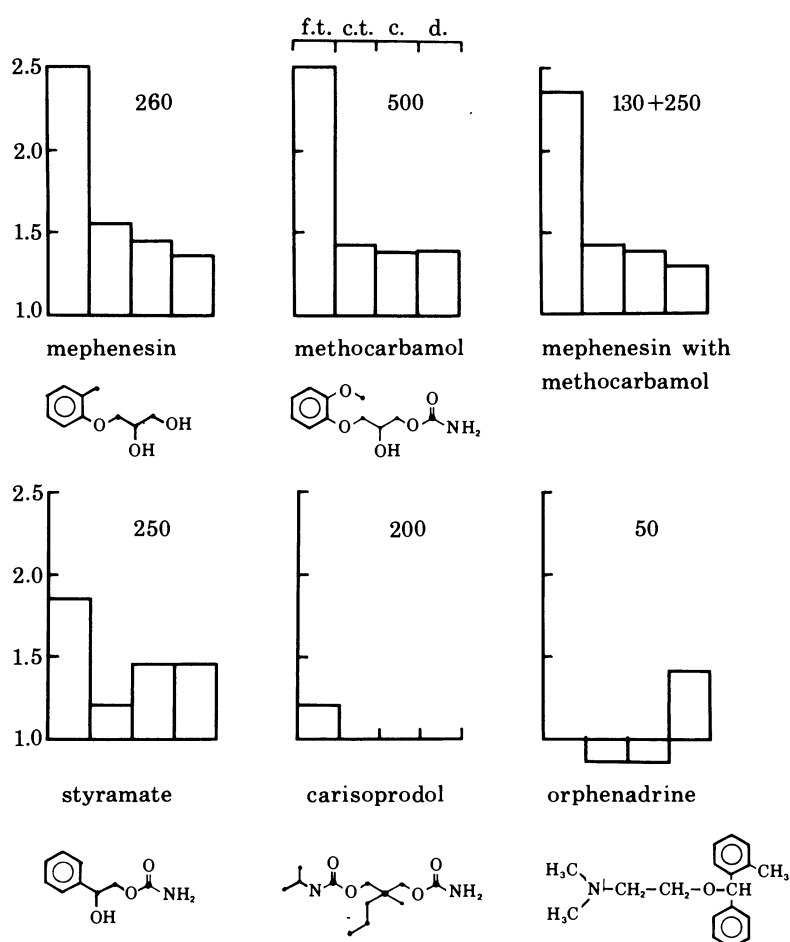 f.t. c.t. c. d.
2.5
2.0
1.5
1.0
260
500
130+250
mephenesin
methocarbamol
mephenesin with
methocarbamol
O
OH
OH
O
O
OH
O
O
NH₂
2.5
2.0
1.5
1.0
250
200
50
styramate
carisoprodol
orphenadrine
O
O
NH₂
OH
N
O
O
O
O
NH₂
H₃C
H₃C
N—CH₂—CH₂—O—CH
CH₃